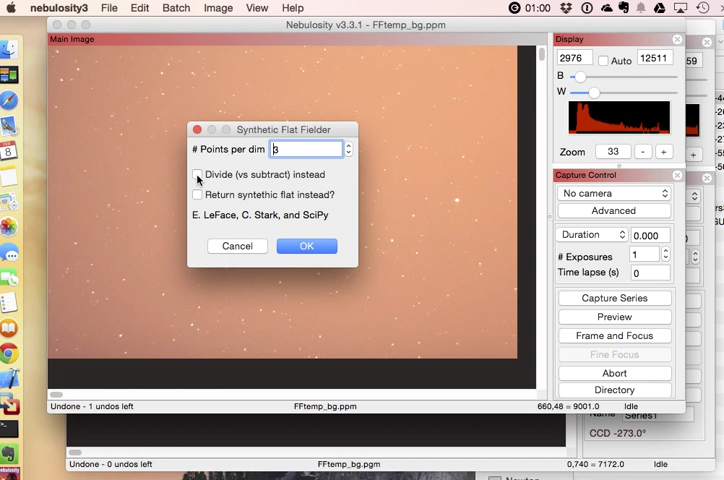 nebulosity3 File Edit Batch Image View Help 01:00
Nebulosity v3.3.1 - FFtemp_bg.ppm
Main Image
Display
2976 Auto 12511
B
W
Zoom 33 - +
Capture Control
No camera
Advanced
Duration 0.000
# Exposures 1
Time lapse (s) 0
Capture Series
Preview
Frame and Focus
Fine Focus
Abort
Directory
Synthetic Flat Fielder
# Points per dim 3
Divide (vs subtract) instead
Return syntethic flat instead?
E. LeFace, C. Stark, and SciPy
Cancel OK
Undone - 1 undos left FFtemp_bg.ppm 660,48 = 9001.0 Idle
Name Series1
CCD -273.0°
Undone - 0 undos left FFtemp_bg.pgm 0,740 = 7172.0 Idle